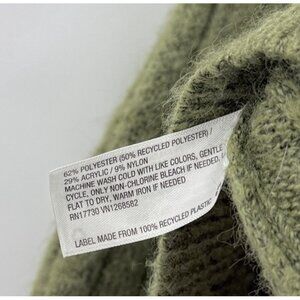 62% POLYESTER (50% RECYCLED POLYESTER) /
29% ACRYLIC / 9% NYLON
MACHINE WASH COLD WITH LIKE COLORS, GENTLE
CYCLE, ONLY NON-CHLORINE BLEACH IF NEEDED,
FLAT TO DRY, WARM IRON IF NEEDED
RN17730 VN1268582
LABEL MADE FROM 100% RECYCLED PLASTIC